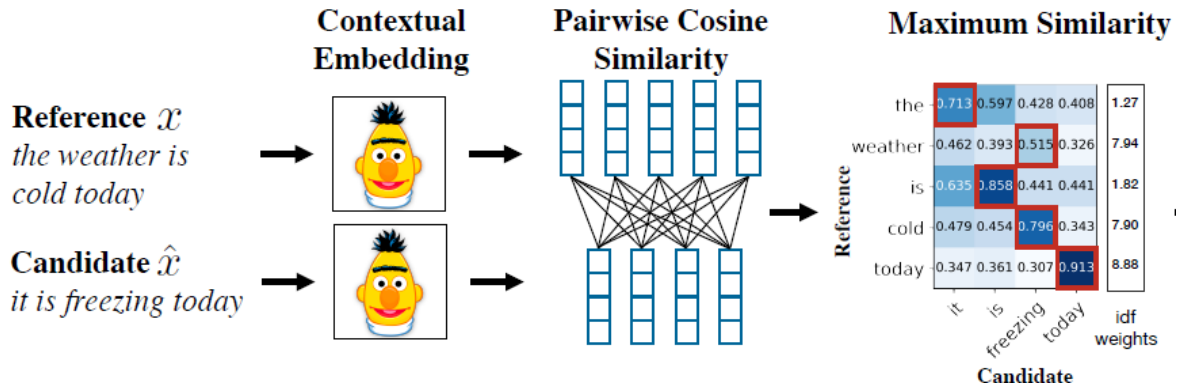 Contextual
Embedding
Pairwise Cosine
Similarity
Maximum Similarity
Reference x
the weather is
cold today
Candidate x̂
it is freezing today
Reference
the 0.713 0.597 0.428 0.408 1.27
weather 0.462 0.393 0.515 0.326 7.94
is 0.635 0.858 0.441 0.441 1.82
cold 0.479 0.454 0.796 0.343 7.90
today 0.347 0.361 0.307 0.913 8.88
it is freezing today
idf
weights
Candidate